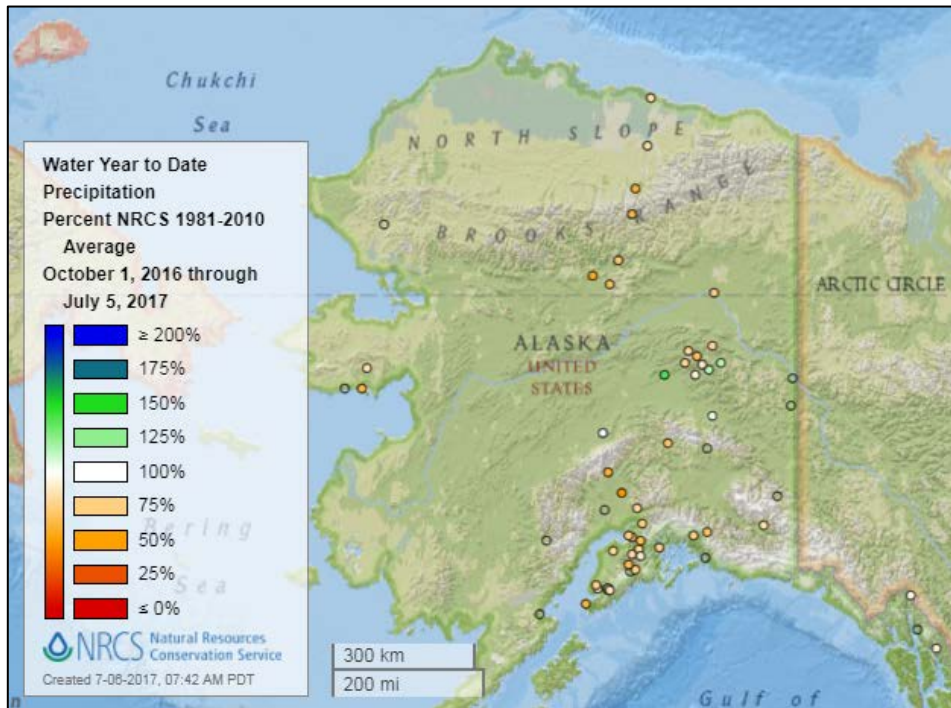 Chukchi
Sea
NORTH SLOPE
BROOKS RANGE
ARCTIC CIRCLE
ALASKA
UNITED
STATES
Bering
Sea
Gulf of
Water Year to Date
Precipitation
Percent NRCS 1981-2010
Average
October 1, 2016 through
July 5, 2017
≥ 200%
175%
150%
125%
100%
75%
50%
25%
≤ 0%
NRCS Natural Resources
Conservation Service
Created 7-06-2017, 07:42 AM PDT
300 km
200 mi
n